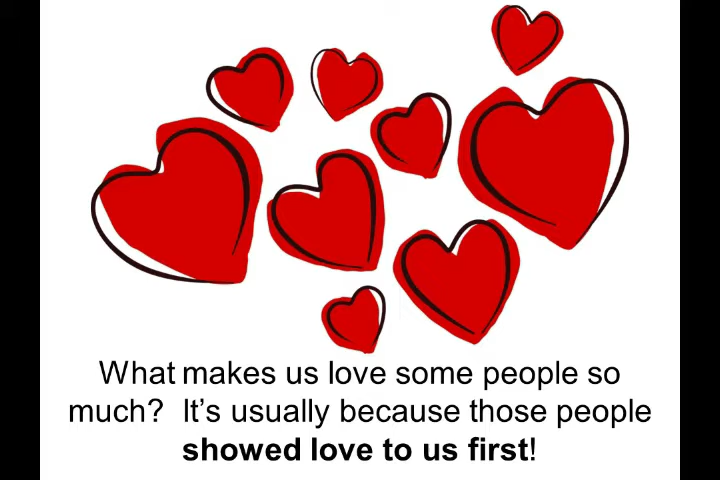 What makes us love some people so
much?  It’s usually because those people
showed love to us first!